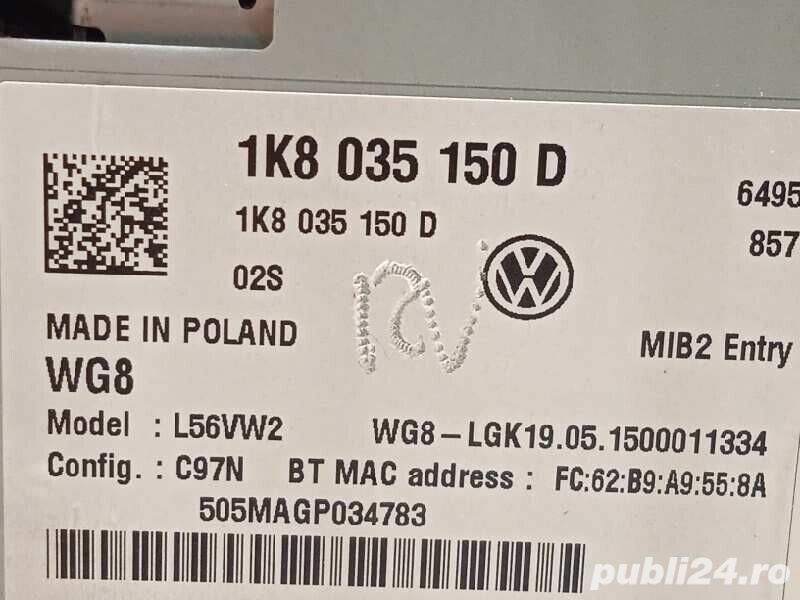 1K8 035 150 D
6495
1K8 035 150 D
857
02S
MADE IN POLAND
MIB2 Entry
WG8
Model : L56VW2 WG8-LGK19.05.1500011334
Config. : C97N BT MAC address : FC:62:B9:A9:55:8A
505MAGP034783
publi24.ro